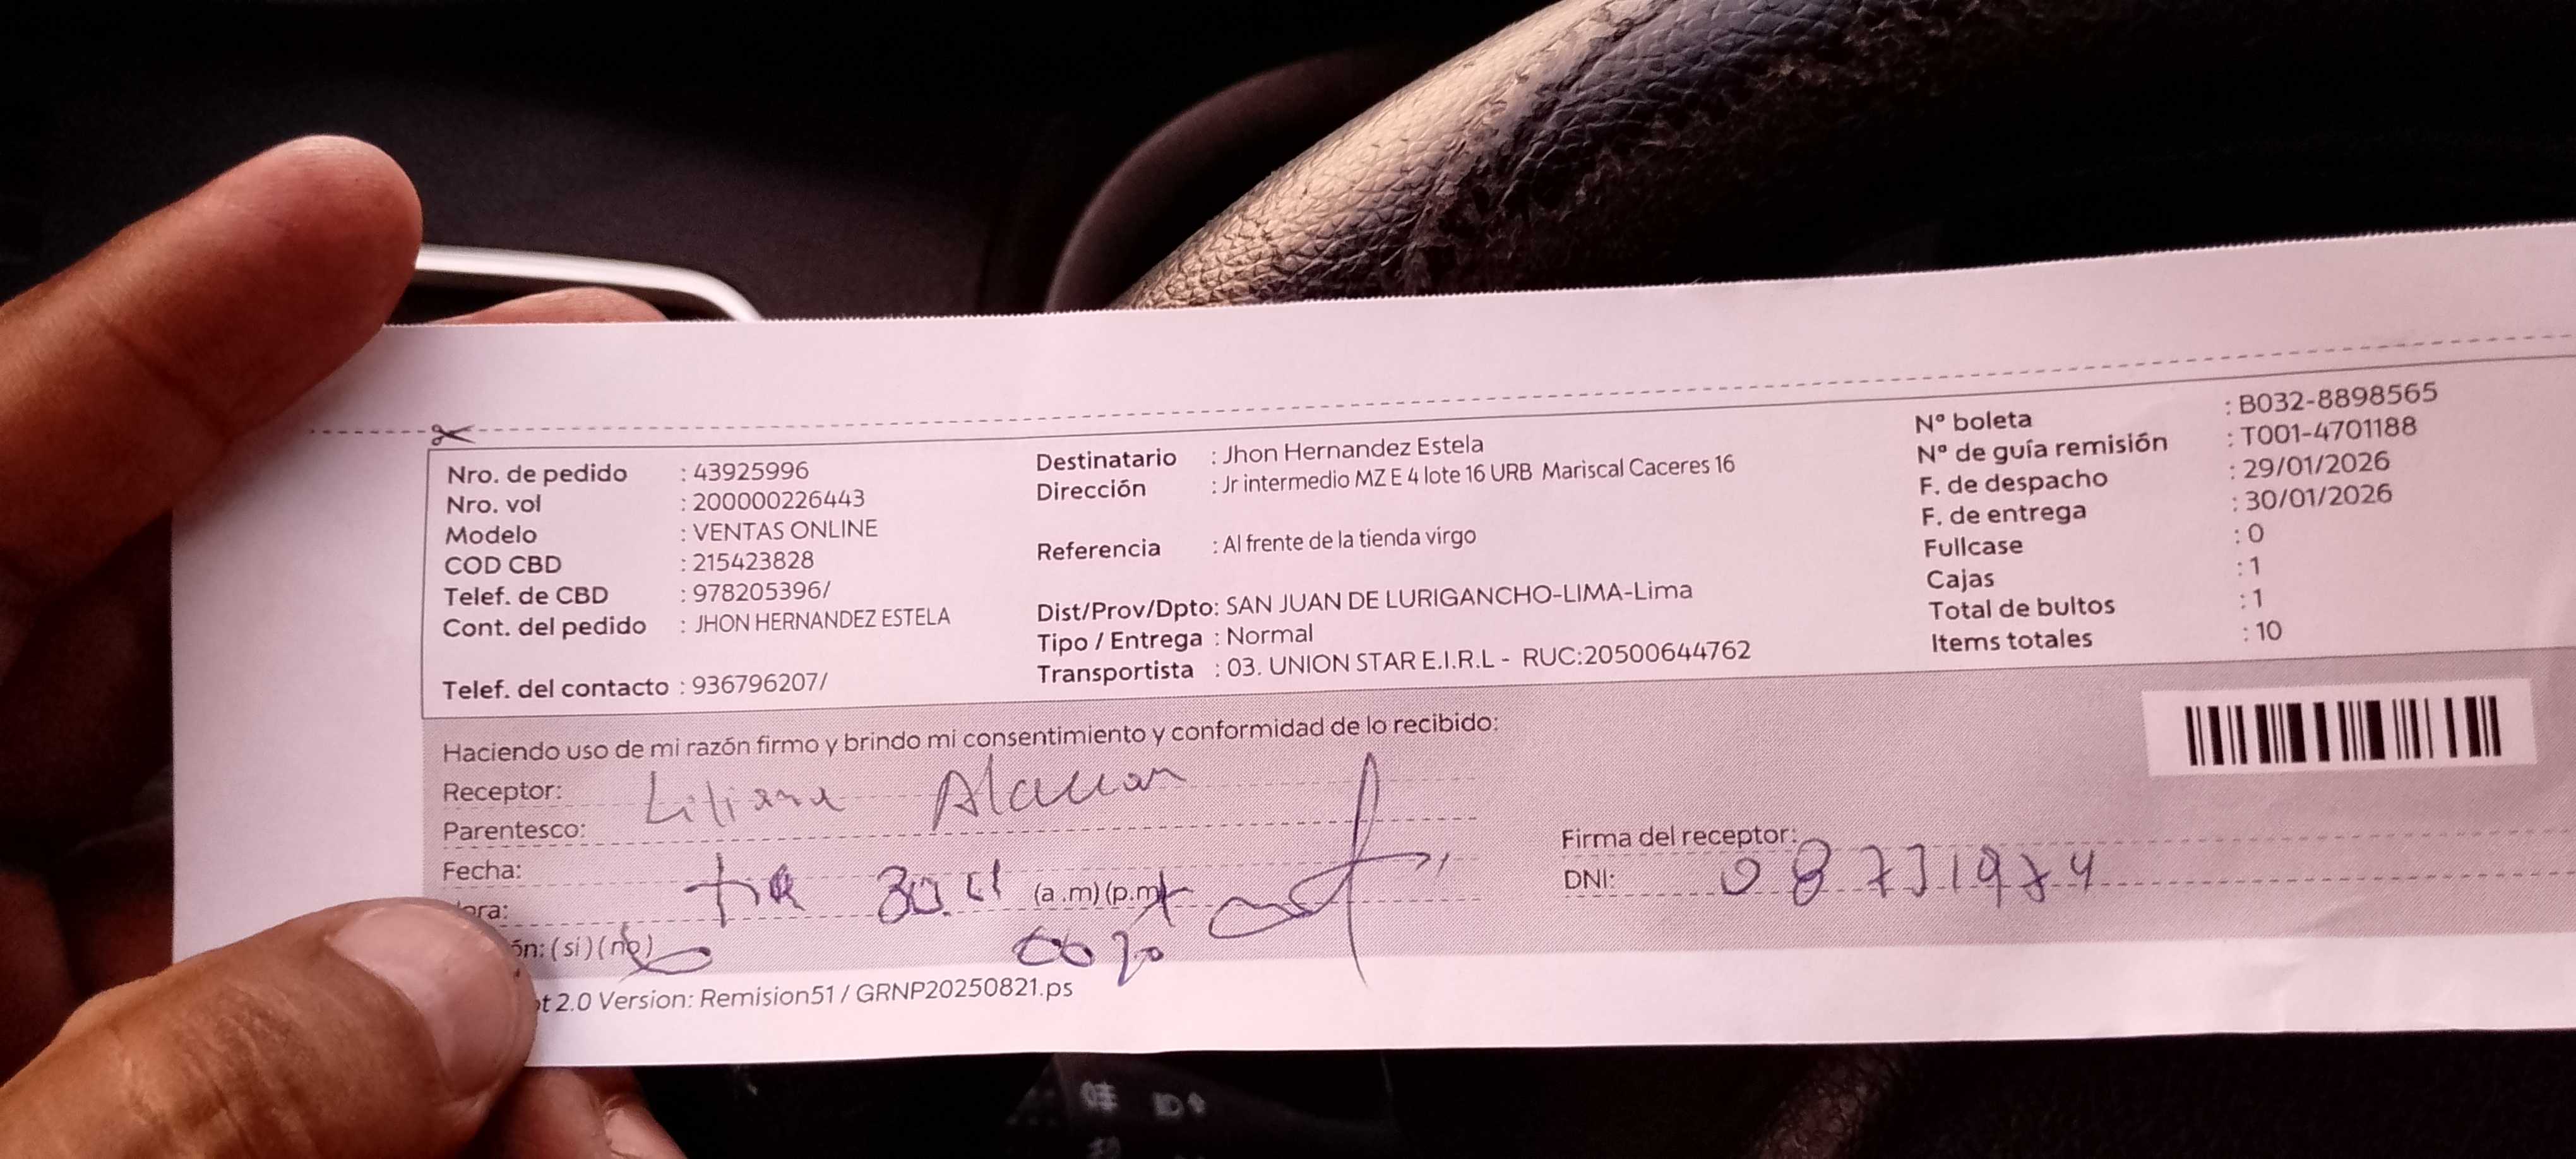 Nro. de pedido : 43925996
Nro. vol : 200000226443
Modelo : VENTAS ONLINE
COD CBD : 215423828
Telef. de CBD : 978205396/
Cont. del pedido : JHON HERNANDEZ ESTELA
Telef. del contacto : 936796207/
Destinatario : Jhon Hernandez Estela
Dirección : Jr intermedio MZ E 4 lote 16 URB Mariscal Caceres 16
Referencia : Al frente de la tienda virgo
Dist/Prov/Dpto: SAN JUAN DE LURIGANCHO-LIMA-Lima
Tipo / Entrega : Normal
Transportista : 03. UNION STAR E.I.R.L - RUC:20500644762
Nº boleta : B032-8898565
Nº de guía remisión : T001-4701188
F. de despacho : 29/01/2026
F. de entrega : 30/01/2026
Fullcase : 0
Cajas : 1
Total de bultos : 1
Items totales : 10
Haciendo uso de mi razón firmo y brindo mi consentimiento y conformidad de lo recibido:
Receptor: Liliana
Parentesco:
Fecha: tia
ora: (a.m)(p.m)
ón: (si) (no)
Firma del receptor:
DNI:
t 2.0 Version: Remision51 / GRNP20250821.ps